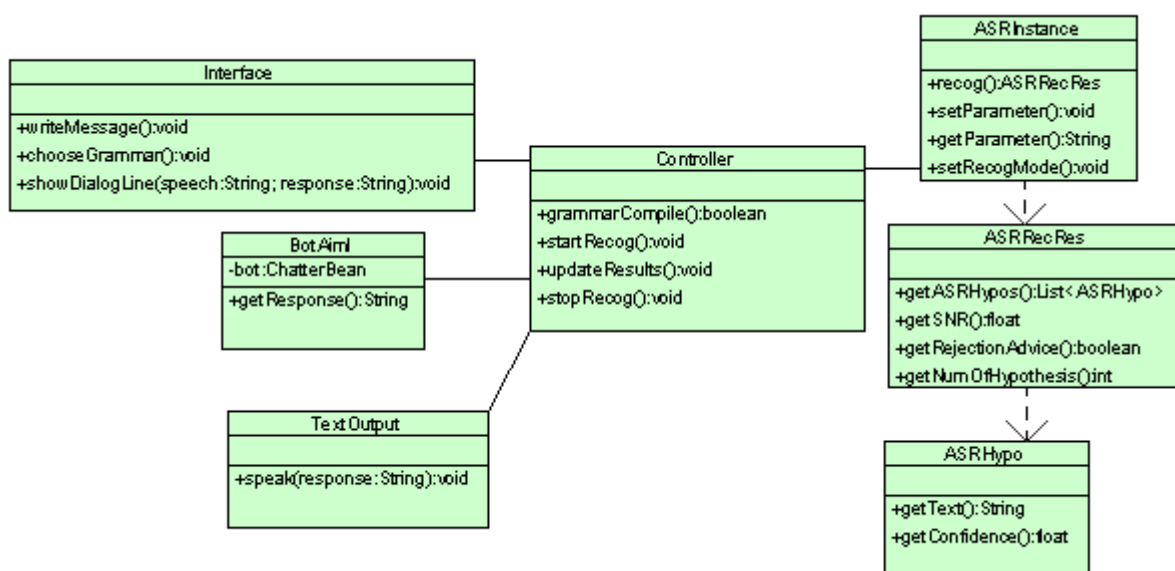 Interface
+writeMessage():void
+chooseGrammar():void
+showDialogLine(speech:String; response:String):void
BotAiml
-bot:ChatterBean
+getResponse():String
TextOutput
+speak(response:String):void
Controller
+grammarCompile():boolean
+startRecog():void
+updateResults():void
+stopRecog():void
ASRInstance
+recog():ASRRecRes
+setParameter():void
+getParameter():String
+setRecogMode():void
ASRRecRes
+getASRHypos():List<ASRHypo>
+getSNR():float
+getRejectionAdvice():boolean
+getNumOfHypothesis():int
ASRHypo
+getText():String
+getConfidence():float